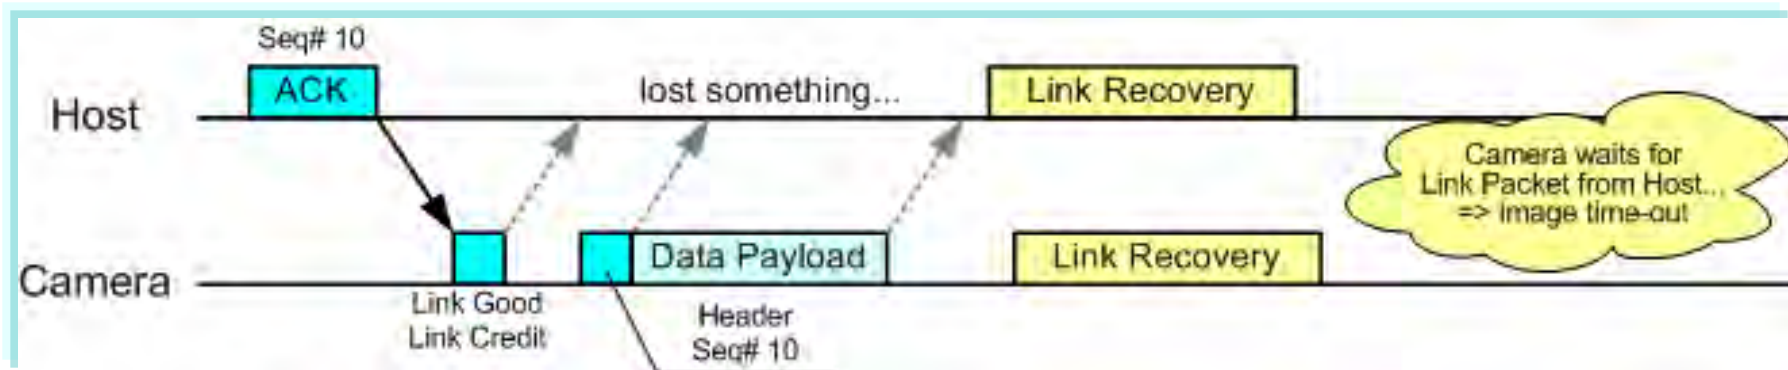 Seq# 10
ACK
lost something...
Link Recovery
Host
Camera waits for
Link Packet from Host...
=> image time-out
Data Payload
Link Recovery
Camera
Link Good
Link Credit
Header
Seq# 10